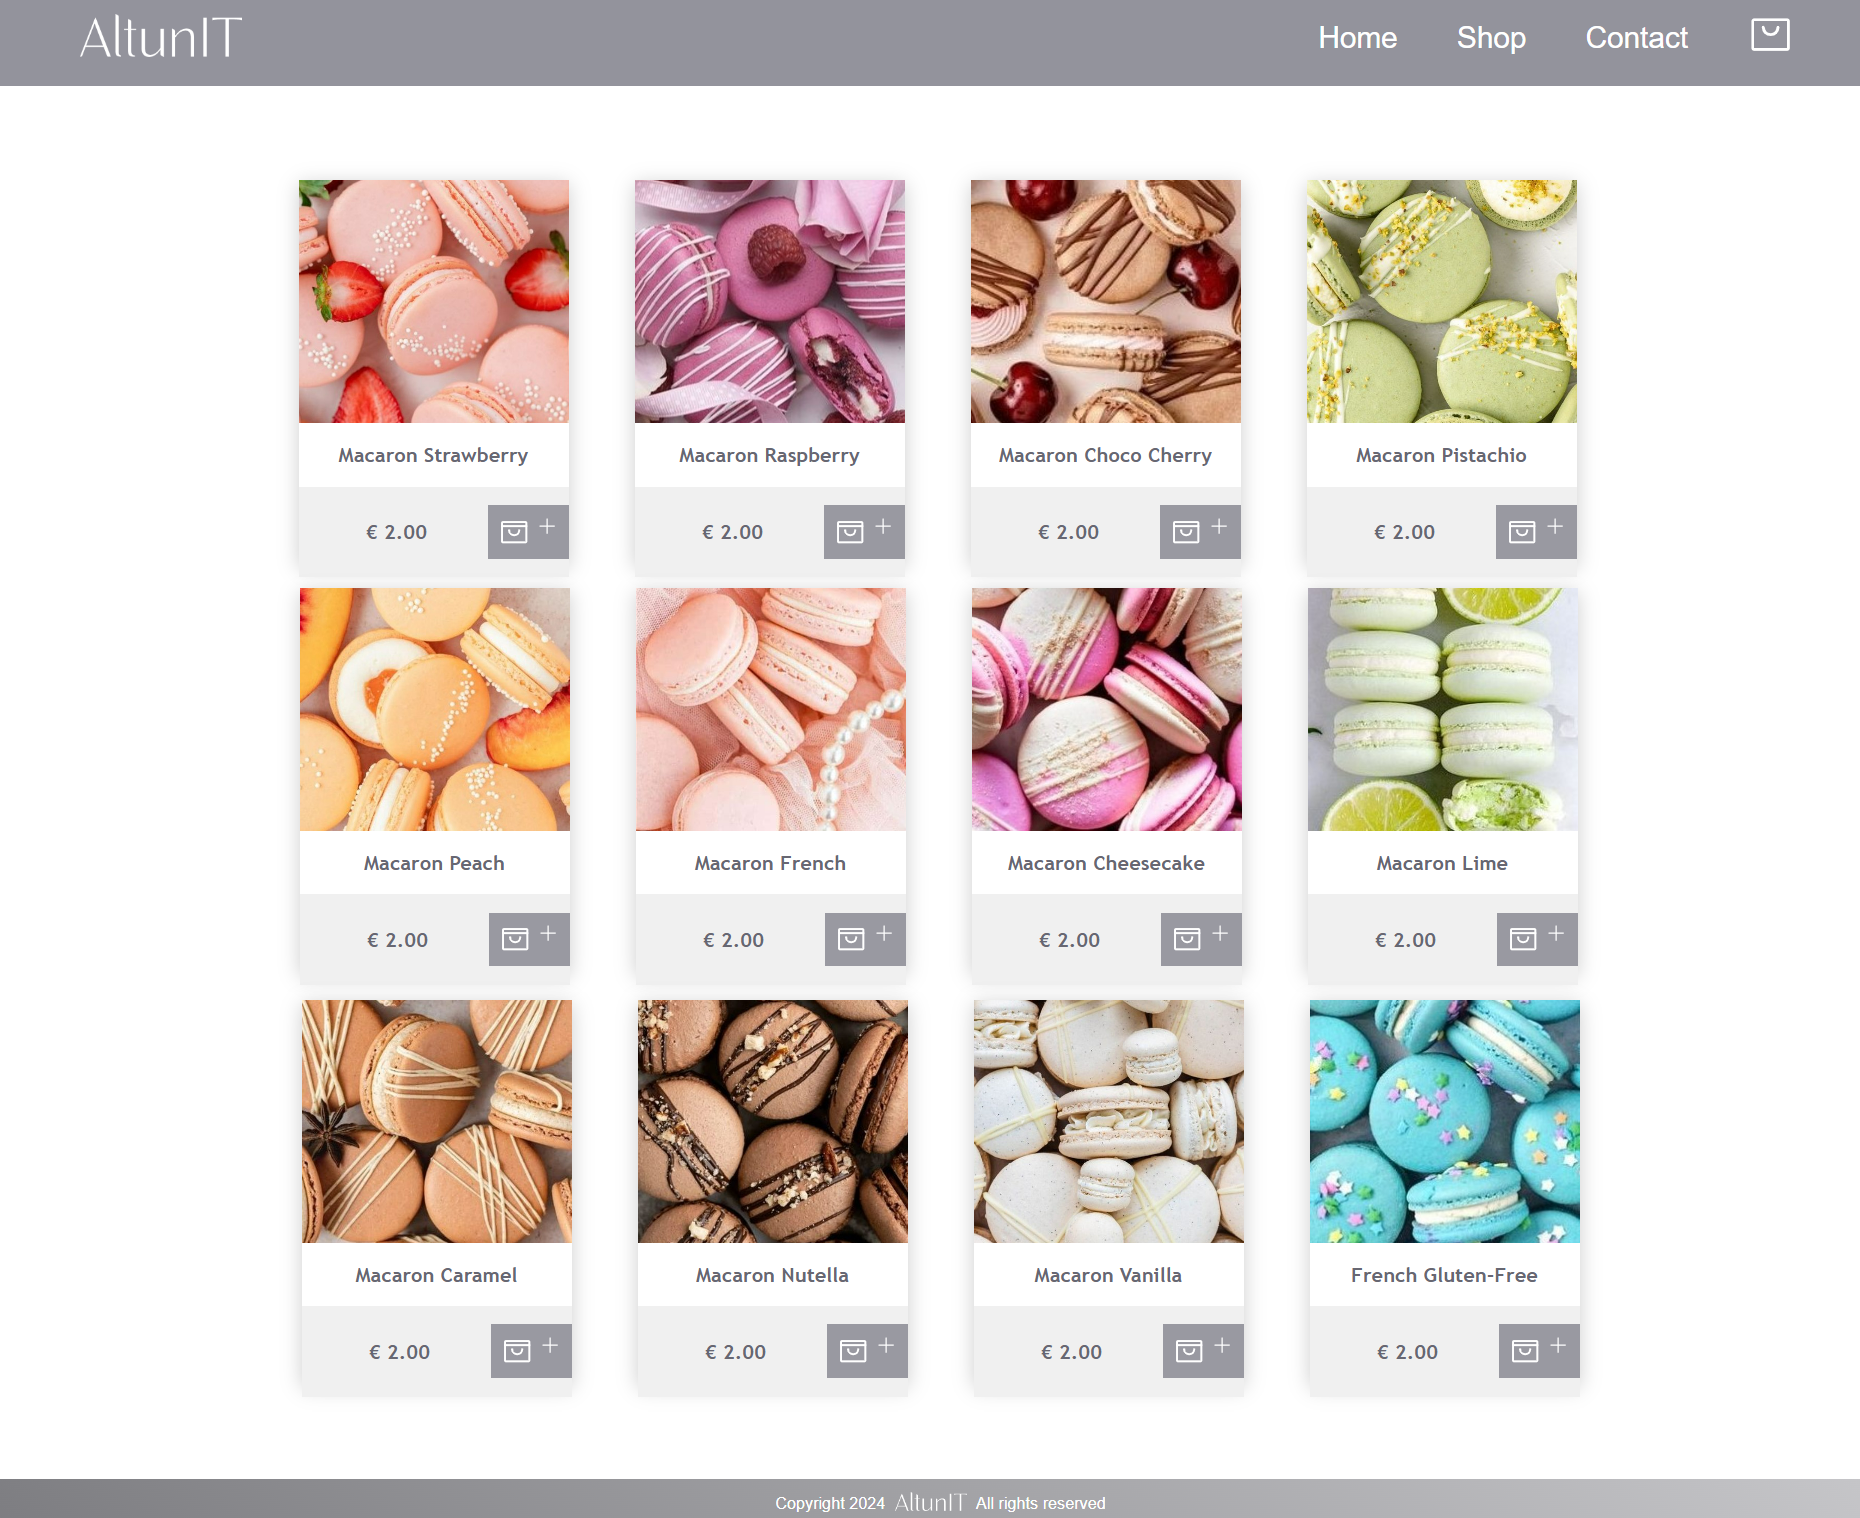 AltunIT Home Shop Contact
Macaron Strawberry Macaron Raspberry Macaron Choco Cherry Macaron Pistachio
€ 2.00 + € 2.00 + € 2.00 + € 2.00 +
Macaron Peach Macaron French Macaron Cheesecake Macaron Lime
€ 2.00 + € 2.00 + € 2.00 + € 2.00 +
Macaron Caramel Macaron Nutella Macaron Vanilla French Gluten-Free
€ 2.00 + € 2.00 + € 2.00 + € 2.00 +
Copyright 2024 AltunIT All rights reserved